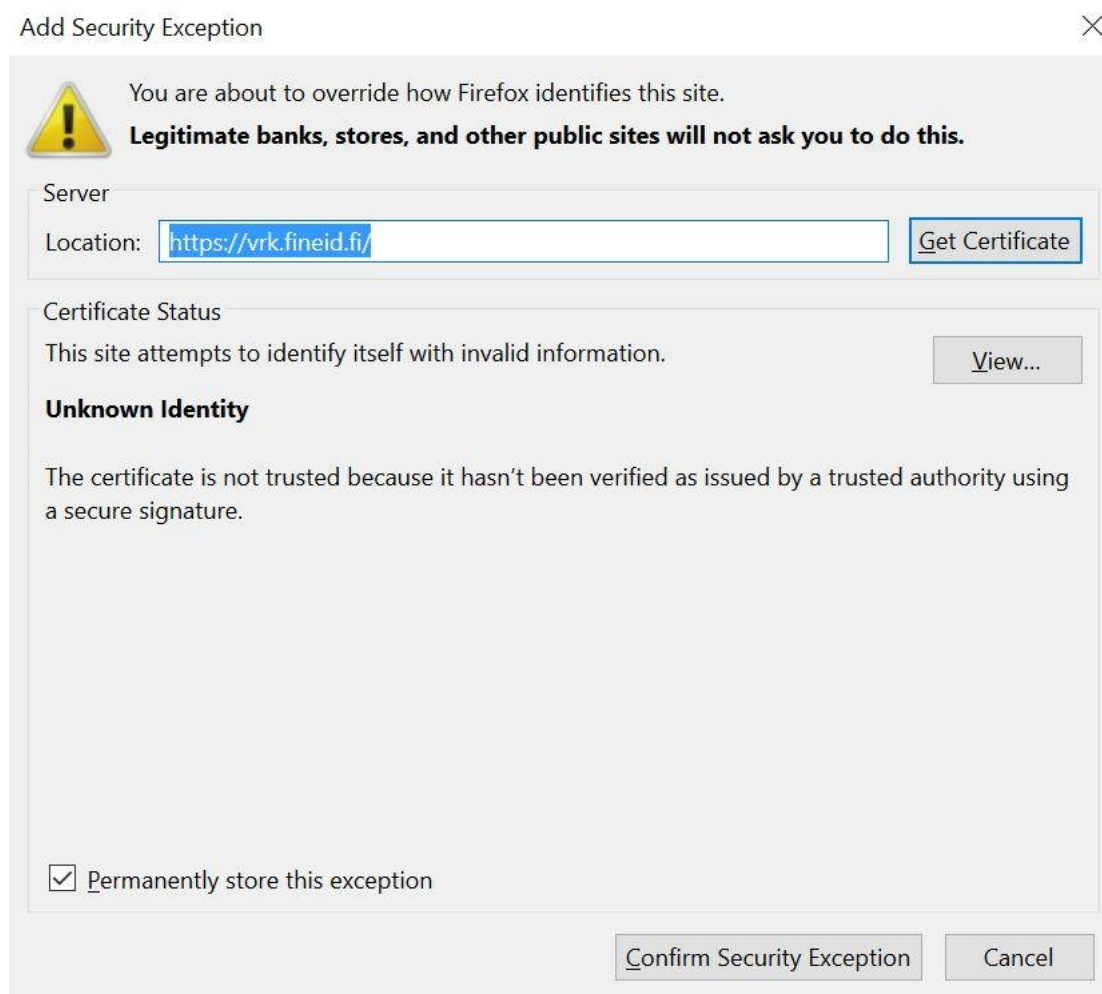 Add Security Exception
You are about to override how Firefox identifies this site.
Legitimate banks, stores, and other public sites will not ask you to do this.
Server
Location: https://vrk.fineid.fi/ Get Certificate
Certificate Status
This site attempts to identify itself with invalid information. View...
Unknown Identity
The certificate is not trusted because it hasn’t been verified as issued by a trusted authority using
a secure signature.
Permanently store this exception
Confirm Security Exception Cancel